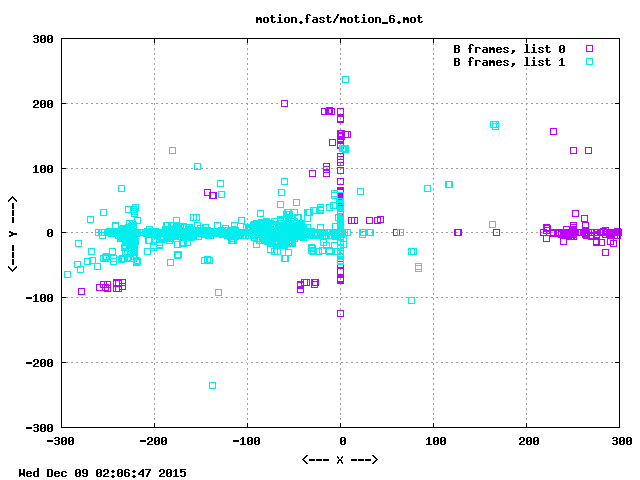 motion.fast/motion_6.mot
B frames, list 0
B frames, list 1
300
200
100
0
-100
-200
-300
<--- Y --->
-300
-200
-100
0
100
200
300
<--- X --->
Wed Dec 09 02:06:47 2015